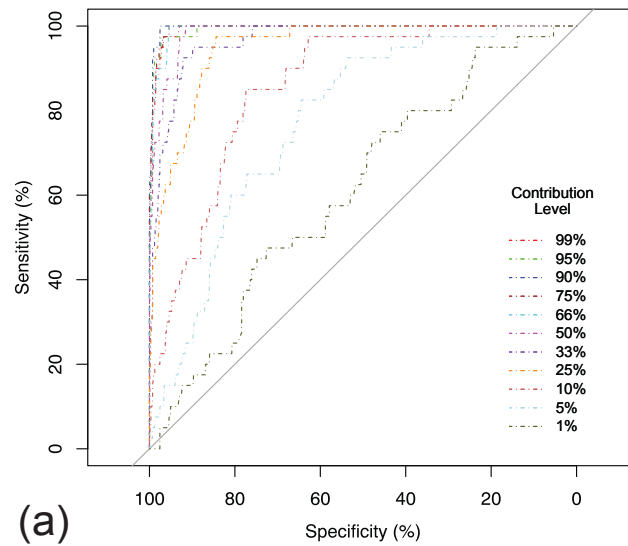 100
80
60
40
20
0
Sensitivity (%)
Contribution
Level
99%
95%
90%
75%
66%
50%
33%
25%
10%
5%
1%
100 80 60 40 20 0
Specificity (%)
(a)